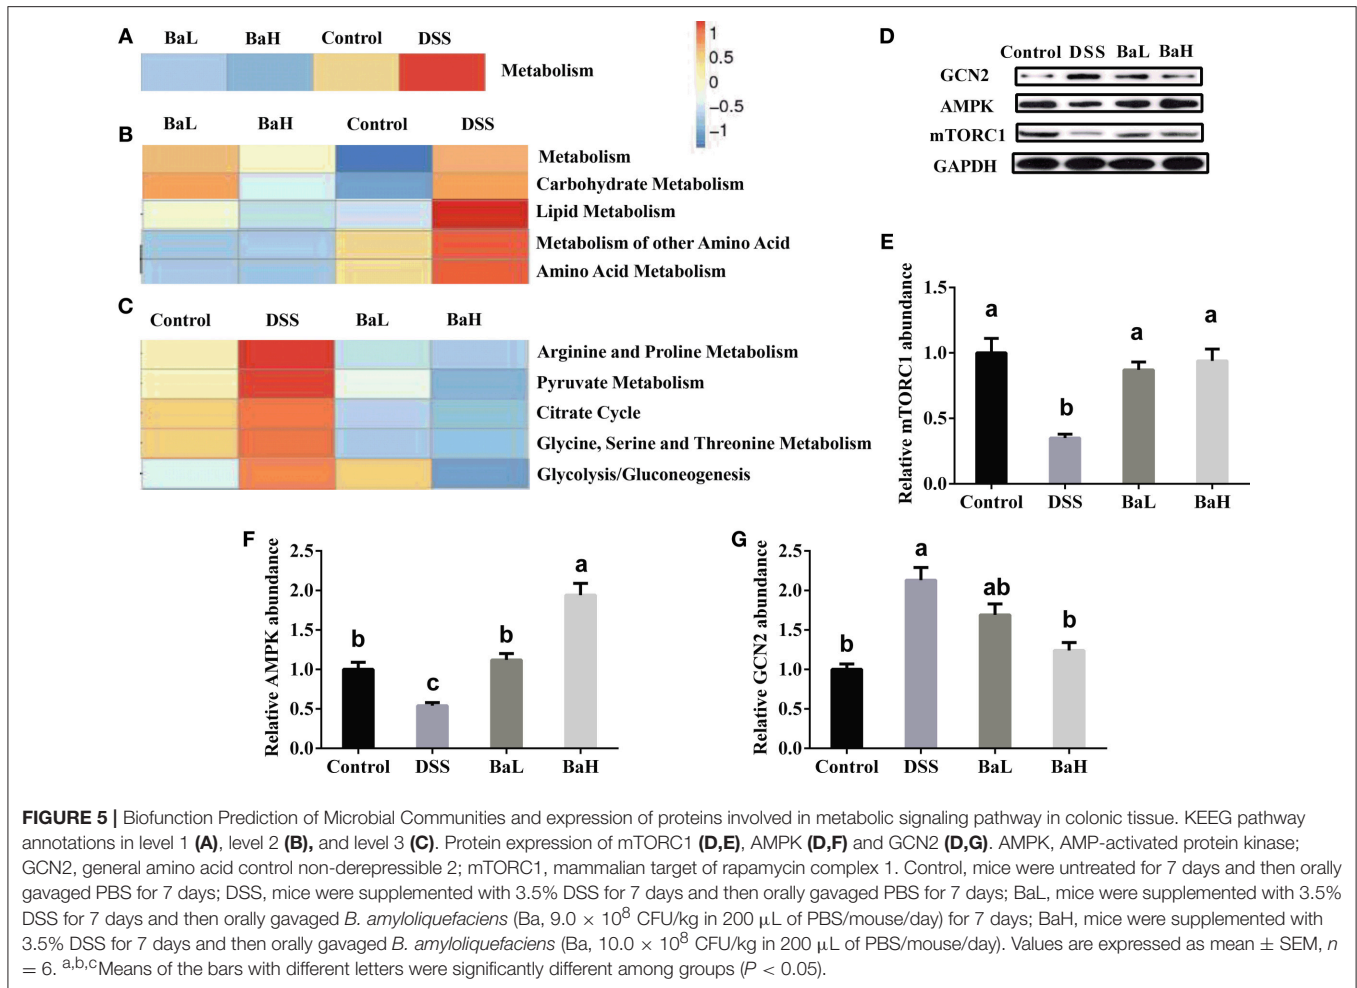 A
BaL BaH Control DSS
Metabolism
1
0.5
0
−0.5
−1
B
BaL BaH Control DSS
Metabolism
Carbohydrate Metabolism
Lipid Metabolism
Metabolism of other Amino Acid
Amino Acid Metabolism
C
Control DSS BaL BaH
Arginine and Proline Metabolism
Pyruvate Metabolism
Citrate Cycle
Glycine, Serine and Threonine Metabolism
Glycolysis/Gluconeogenesis
D
Control DSS BaL BaH
GCN2
AMPK
mTORC1
GAPDH
E
Relative mTORC1 abundance
1.5
1.0
0.5
0.0
a b a a
Control DSS BaL BaH
F
Relative AMPK abundance
2.5
2.0
1.5
1.0
0.5
0.0
b c b a
Control DSS BaL BaH
G
Relative GCN2 abundance
2.5
2.0
1.5
1.0
0.5
0.0
b a ab b
Control DSS BaL BaH
FIGURE 5 | Biofunction Prediction of Microbial Communities and expression of proteins involved in metabolic signaling pathway in colonic tissue. KEEG pathway
annotations in level 1 (A), level 2 (B), and level 3 (C). Protein expression of mTORC1 (D,E), AMPK (D,F) and GCN2 (D,G). AMPK, AMP-activated protein kinase;
GCN2, general amino acid control non-derepressible 2; mTORC1, mammalian target of rapamycin complex 1. Control, mice were untreated for 7 days and then orally
gavaged PBS for 7 days; DSS, mice were supplemented with 3.5% DSS for 7 days and then orally gavaged PBS for 7 days; BaL, mice were supplemented with 3.5%
DSS for 7 days and then orally gavaged B. amyloliquefaciens (Ba, 9.0 × 10⁸ CFU/kg in 200 μL of PBS/mouse/day) for 7 days; BaH, mice were supplemented with
3.5% DSS for 7 days and then orally gavaged B. amyloliquefaciens (Ba, 10.0 × 10⁸ CFU/kg in 200 μL of PBS/mouse/day). Values are expressed as mean ± SEM, n
= 6. a,b,cMeans of the bars with different letters were significantly different among groups (P < 0.05).